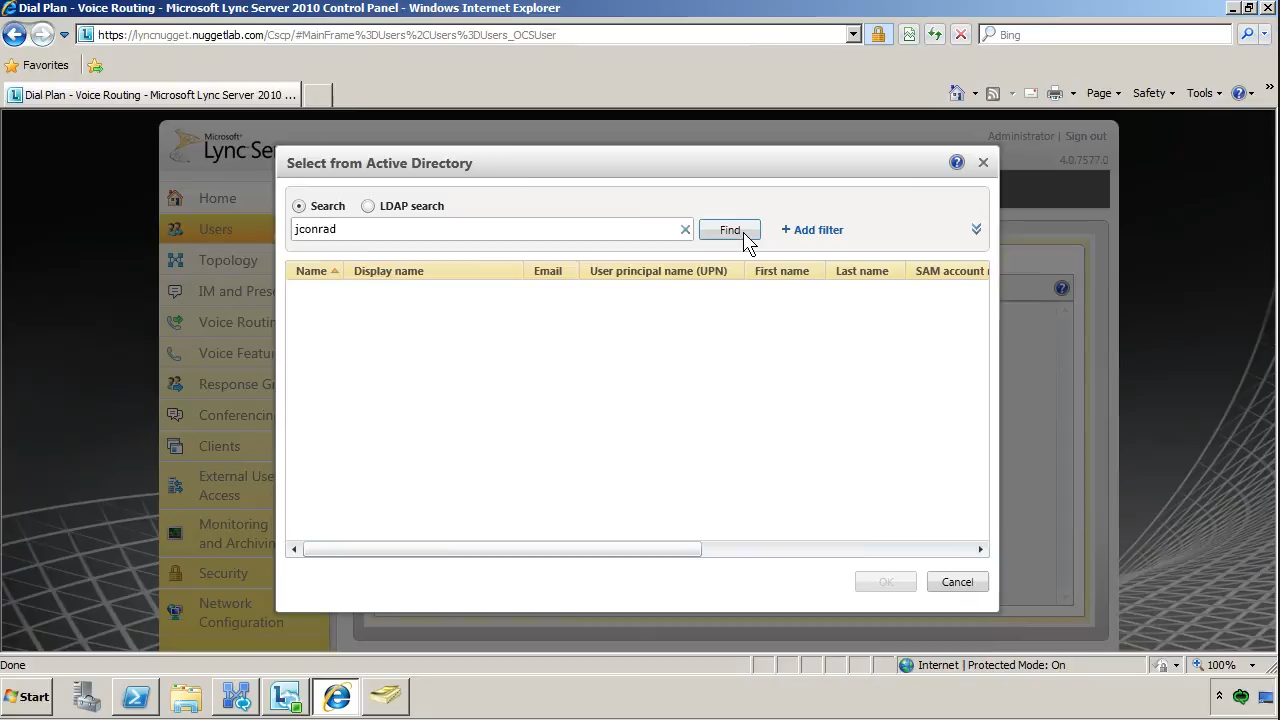 Dial Plan - Voice Routing - Microsoft Lync Server 2010 Control Panel - Windows Internet Explorer
https://lyncnugget.nuggetlab.com/Cscp/#MainFrame%3DUsers%2CUsers%3DUsers_OCSUser
Bing
Favorites
Dial Plan - Voice Routing - Microsoft Lync Server 2010 ...
Page
Safety
Tools
Microsoft
Lync Se
Administrator | Sign out
4.0.7577.0
Select from Active Directory
Home
Users
Topology
IM and Pres
Voice Routin
Voice Featur
Response Gr
Conferencin
Clients
External Use
Access
Monitoring
and Archivin
Security
Network
Configuration
Search
LDAP search
jconrad
Find
+ Add filter
Name
Display name
Email
User principal name (UPN)
First name
Last name
SAM account
OK
Cancel
Done
Internet | Protected Mode: On
100%
Start